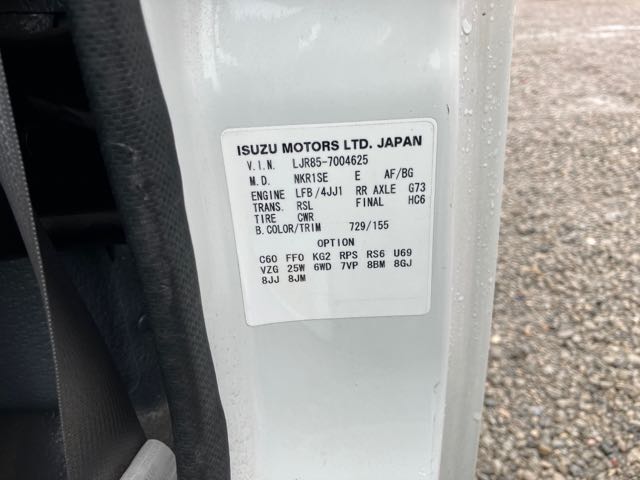 ISUZU MOTORS LTD. JAPAN
V.I.N. LJR85-7004625
M.D. NKR1SE E AF/BG
ENGINE LFB/4JJ1 RR AXLE G73
TRANS. RSL FINAL HC6
TIRE CWR
B.COLOR/TRIM 729/155
OPTION
C60 FF0 KG2 RPS RS6 U69
VZG 25W 6WD 7VP 8BM 8GJ
8JJ 8JM